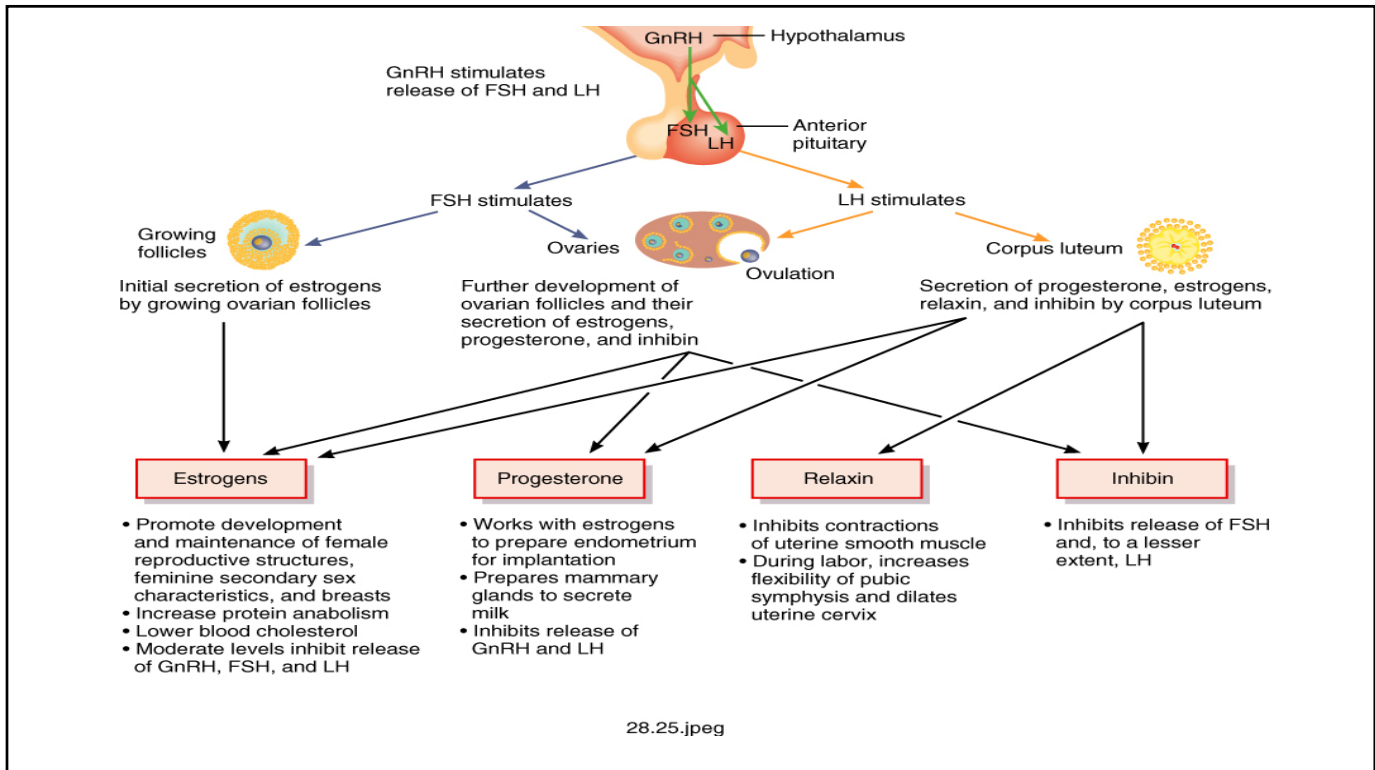 GnRH
Hypothalamus
GnRH stimulates
release of FSH and LH
FSH
LH
Anterior
pituitary
FSH stimulates
LH stimulates
Growing
follicles
Ovaries
Ovulation
Corpus luteum
Initial secretion of estrogens
by growing ovarian follicles
Further development of
ovarian follicles and their
secretion of estrogens,
progesterone, and inhibin
Secretion of progesterone, estrogens,
relaxin, and inhibin by corpus luteum
Estrogens
Progesterone
Relaxin
Inhibin
• Promote development
and maintenance of female
reproductive structures,
feminine secondary sex
characteristics, and breasts
• Increase protein anabolism
• Lower blood cholesterol
• Moderate levels inhibit release
of GnRH, FSH, and LH
• Works with estrogens
to prepare endometrium
for implantation
• Prepares mammary
glands to secrete
milk
• Inhibits release of
GnRH and LH
• Inhibits contractions
of uterine smooth muscle
• During labor, increases
flexibility of pubic
symphysis and dilates
uterine cervix
• Inhibits release of FSH
and, to a lesser
extent, LH
28.25.jpeg